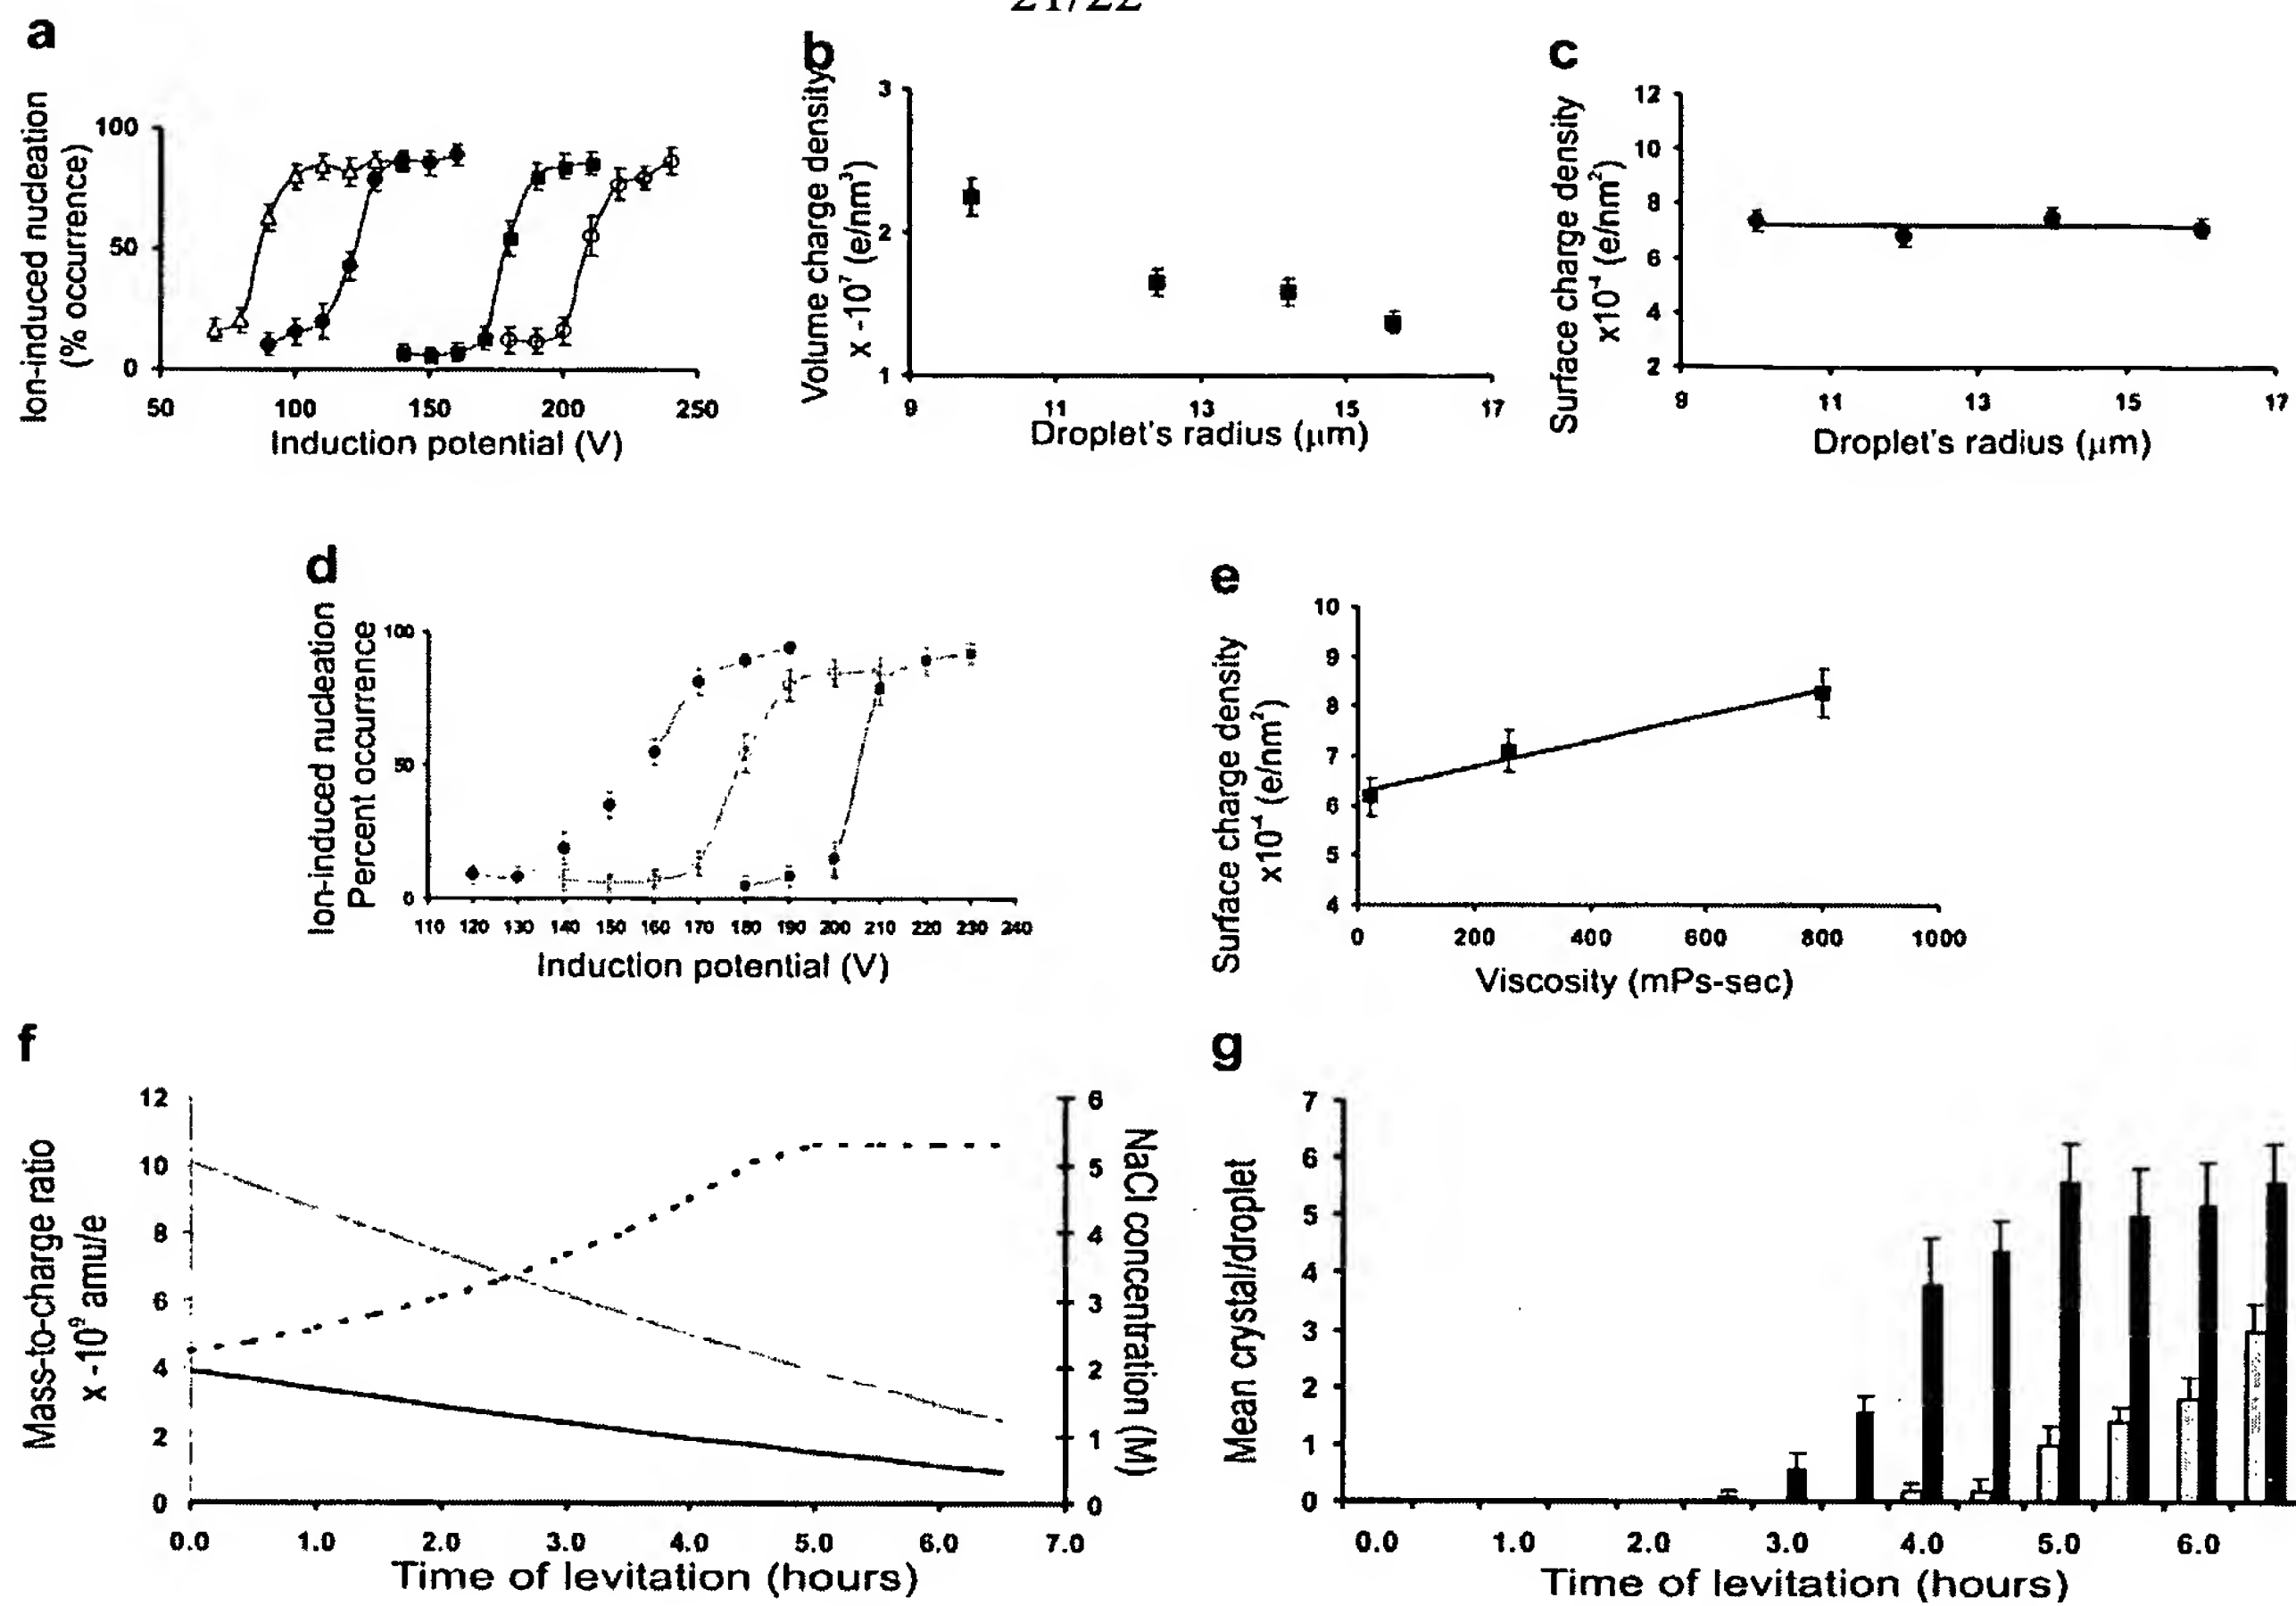 a
Ion-induced nucleation
(% occurrence)
100
50
0
50 100 150 200 250
Induction potential (V)
b
Volume charge density
x -10⁷ (e/nm³)
3
2
1
9 11 13 15 17
Droplet's radius (µm)
c
Surface charge density
x10⁻⁴ (e/nm²)
12
10
8
6
4
2
9 11 13 15 17
Droplet's radius (µm)
d
Ion-induced nucleation
Percent occurrence
100
50
0
110 120 130 140 150 160 170 180 190 200 210 220 230 240
Induction potential (V)
e
Surface charge density
x10⁻⁴ (e/nm²)
10
9
8
7
6
5
4
0 200 400 600 800 1000
Viscosity (mPs-sec)
f
Mass-to-charge ratio
x -10⁹ amu/e
12
10
8
6
4
2
0
6
5
4
3
2
1
0
NaCl concentration (M)
0.0 1.0 2.0 3.0 4.0 5.0 6.0 7.0
Time of levitation (hours)
g
Mean crystal/droplet
7
6
5
4
3
2
1
0
0.0 1.0 2.0 3.0 4.0 5.0 6.0
Time of levitation (hours)